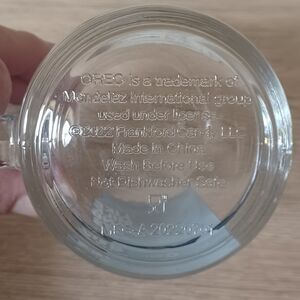 OREO is a trademark of
Mondelez international group
used under license
©2022 Frankford Candy, LLC
Made in China
Wash Before Use
Not Dishwasher Safe